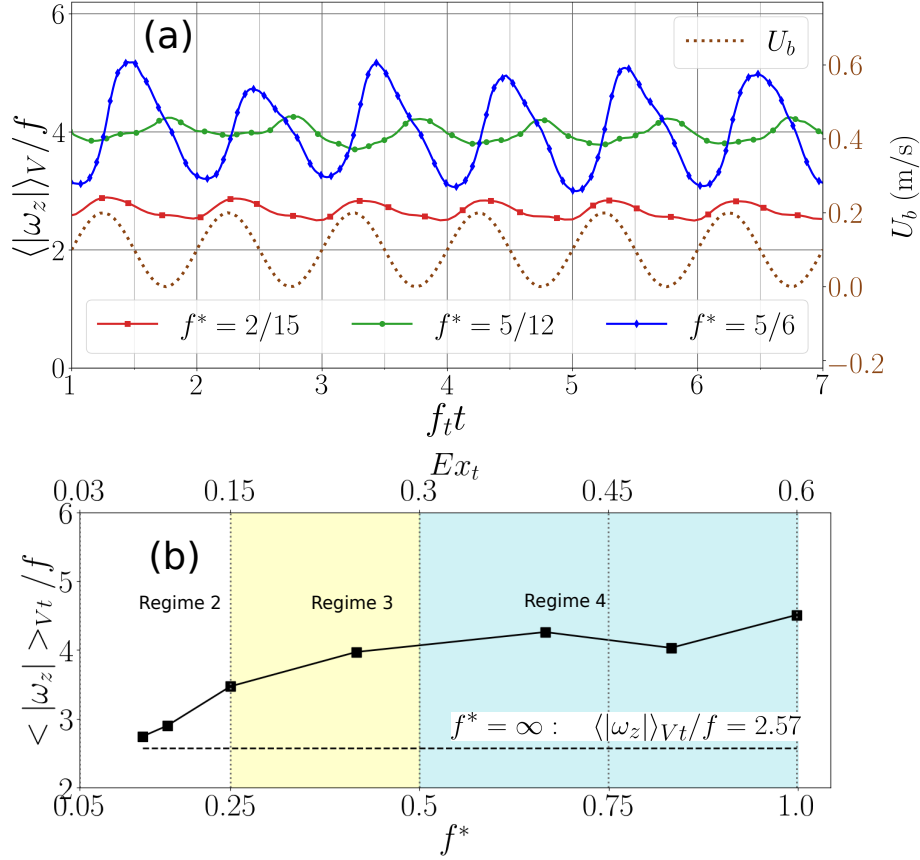 (a)
U_b
6
4
2
0
⟨|ω_z|⟩_V/f
0.6
0.4
0.2
0.0
−0.2
U_b (m/s)
f* = 2/15
f* = 5/12
f* = 5/6
1 2 3 4 5 6 7
f_t t
Ex_t
0.03 0.15 0.3 0.45 0.6
(b)
6
5
4
3
2
< |ω_z| >_{Vt}/f
Regime 2
Regime 3
Regime 4
f* = ∞ : ⟨|ω_z|⟩_{Vt}/f = 2.57
0.05 0.25 0.5 0.75 1.0
f*